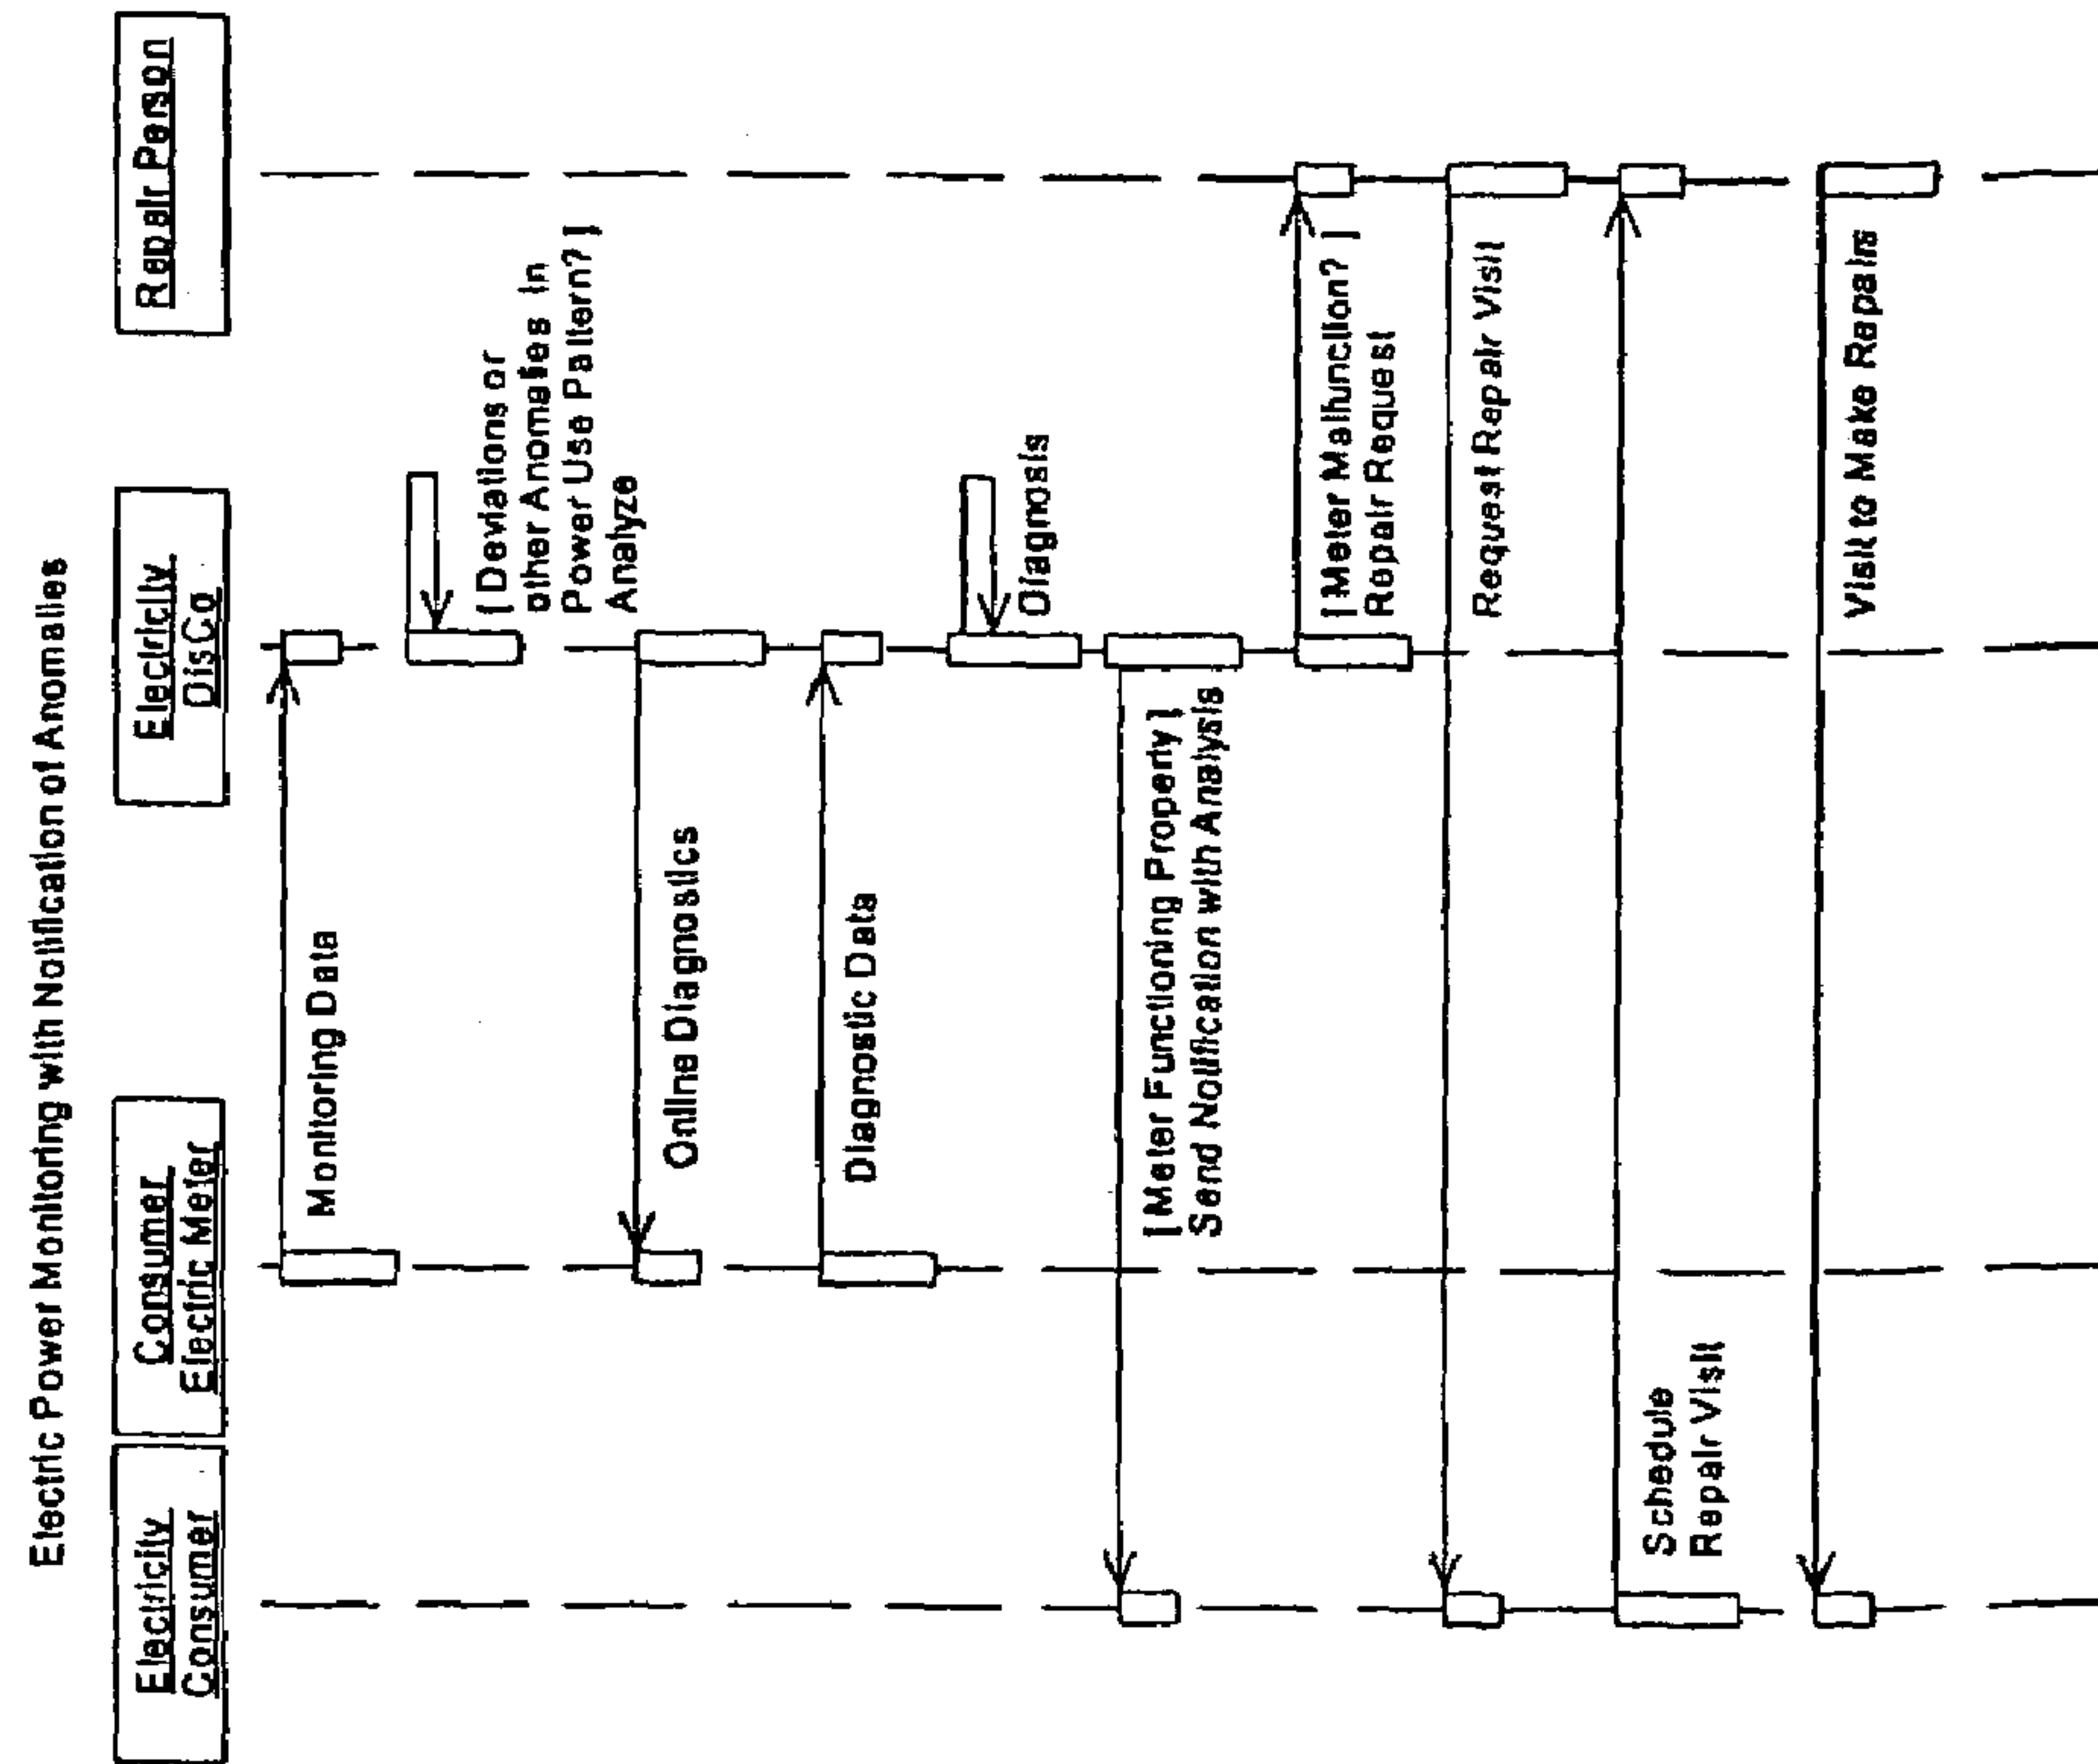 Electric Power Monitoring with Notification of Anomalies
Electricity
Consumer
Consumer
Electric Meter
Electricity
DisCo
Repair Person
Monitoring Data
[Deviations or
other Anomalies in
Power Use Pattern? ]
Analyze
Online Diagnostics
Diagnostic Data
Diagnosis
[Meter Functioning Property]
Send Notification with Analysis
[Meter Malfunction? ]
Repair Request
Request Repair Visit
Schedule
Repair Visit
Visit to Make Repairs